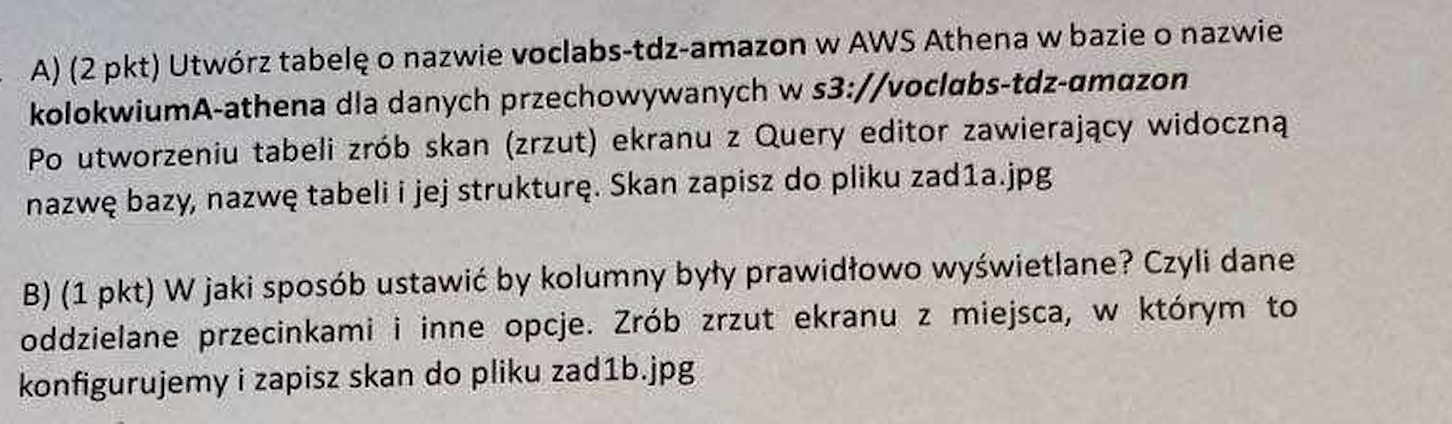 A) (2 pkt) Utwórz tabelę o nazwie voclabs-tdz-amazon w AWS Athena w bazie o nazwie
kolokwiumA-athena dla danych przechowywanych w s3://voclabs-tdz-amazon
Po utworzeniu tabeli zrób skan (zrzut) ekranu z Query editor zawierający widoczną
nazwę bazy, nazwę tabeli i jej strukturę. Skan zapisz do pliku zad1a.jpg
B) (1 pkt) W jaki sposób ustawić by kolumny były prawidłowo wyświetlane? Czyli dane
oddzielane przecinkami i inne opcje. Zrób zrzut ekranu z miejsca, w którym to
konfigurujemy i zapisz skan do pliku zad1b.jpg